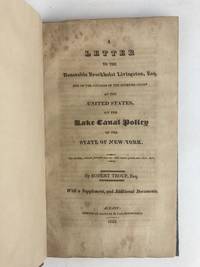 A
LETTER
TO THE
Honorable Brockholst Livingston, Esq.
ONE OF THE JUSTICES OF THE SUPREME COURT
OF THE
UNITED STATES,
ON THE
Lake Canal Policy
OF THE
STATE OF NEW-YORK.
By ROBERT TROUP, Esq.
With a Supplement, and Additional Documents.
ALBANY:
1822